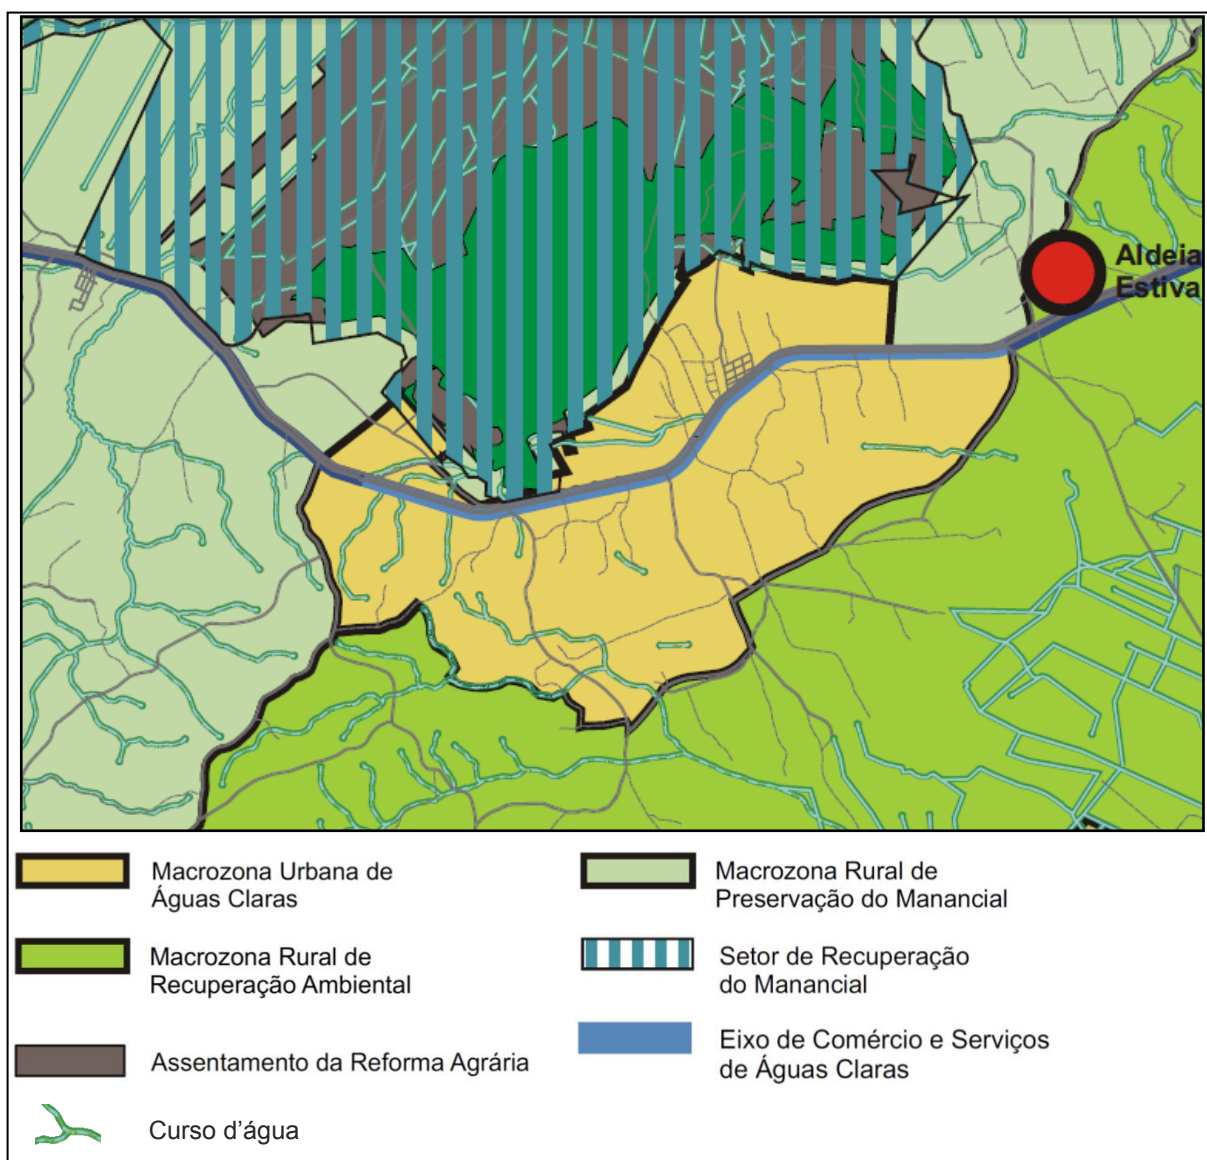 Aldeia
Estiva
Macrozona Urbana de
Águas Claras
Macrozona Rural de
Preservação do Manancial
Macrozona Rural de
Recuperação Ambiental
Setor de Recuperação
do Manancial
Assentamento da Reforma Agrária
Eixo de Comércio e Serviços
de Águas Claras
Curso d'água